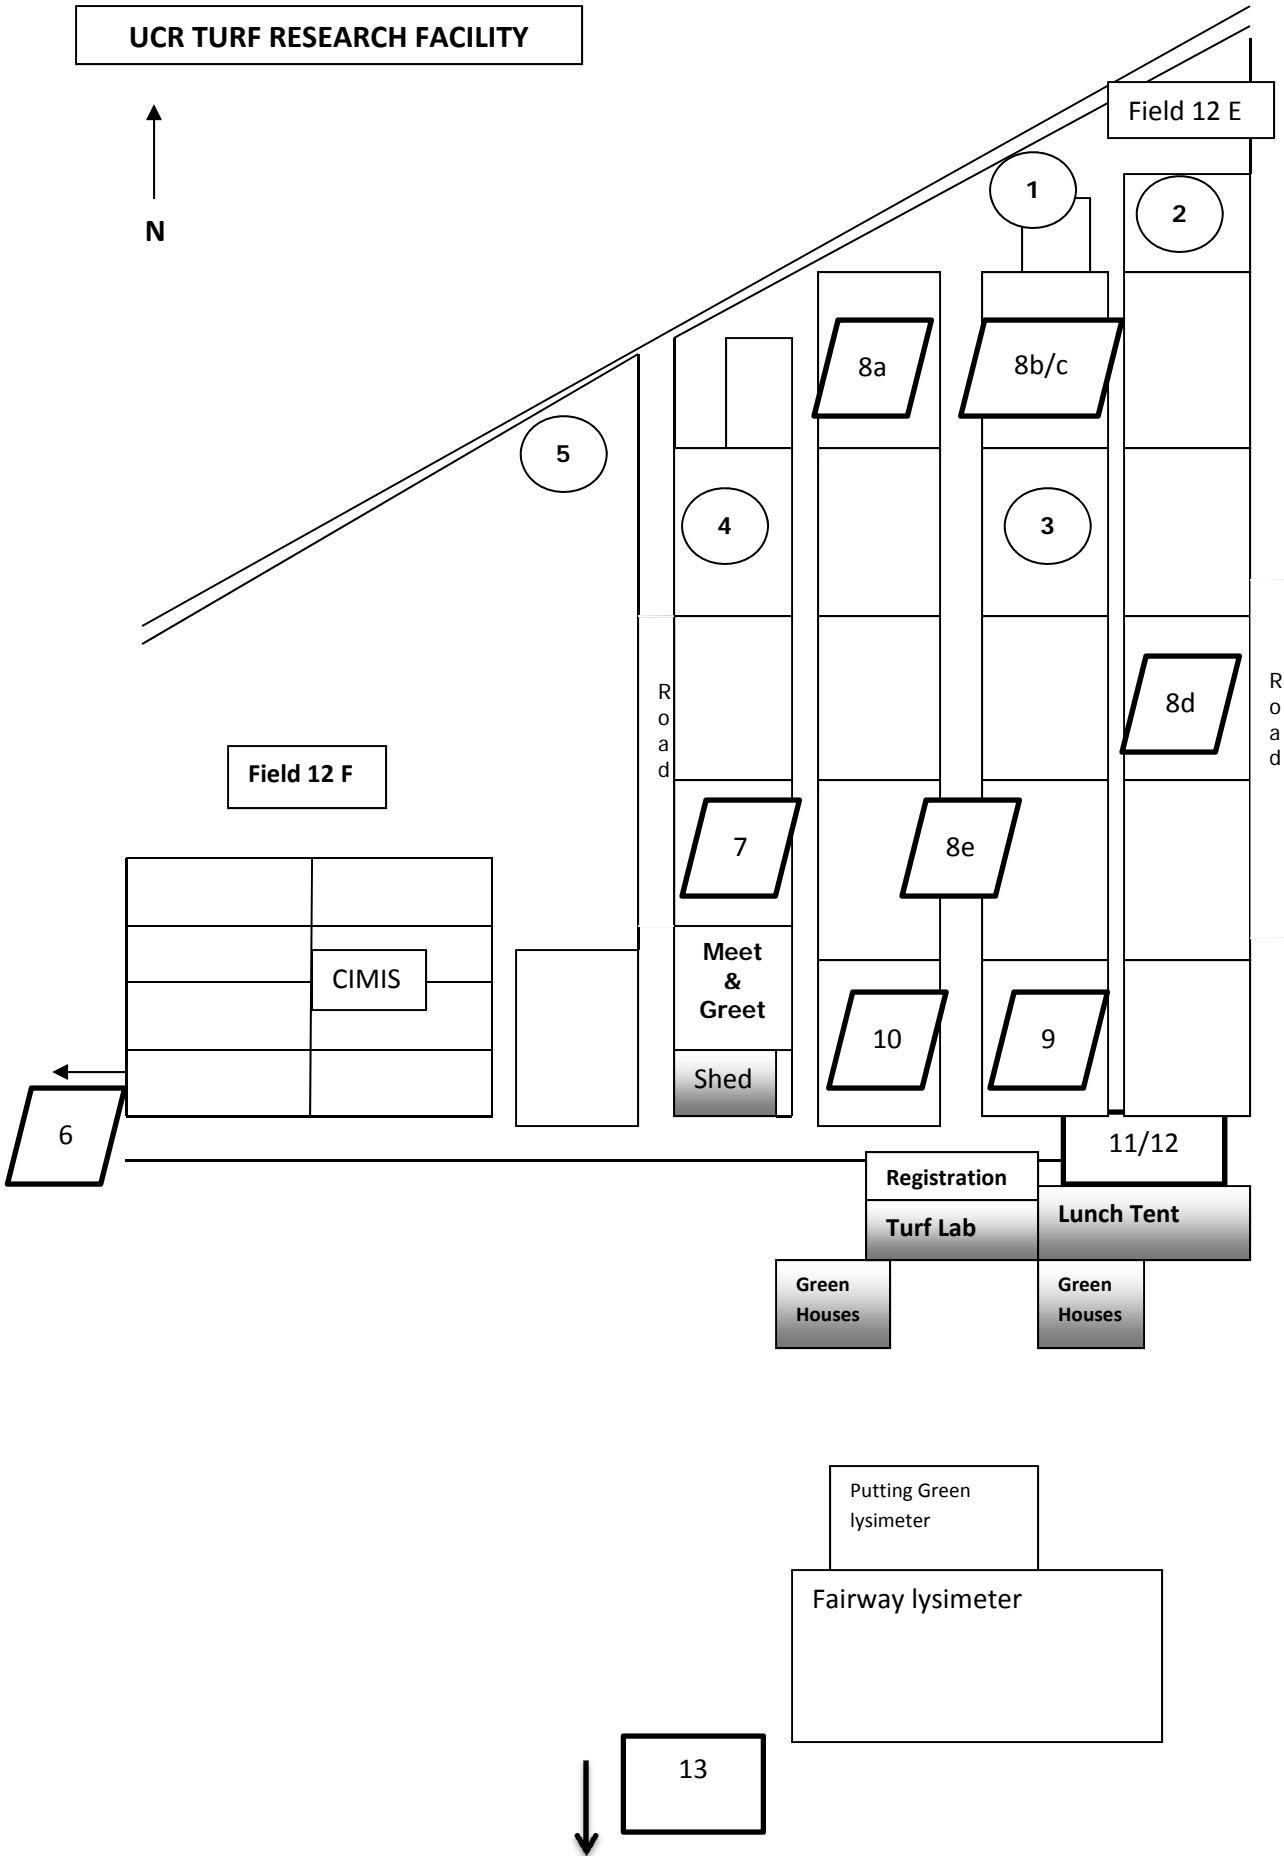 UCR TURF RESEARCH FACILITY
Field 12 E
N
1
2
8a
8b/c
5
4
3
Road
8d
Road
Field 12 F
7
8e
Meet
&
Greet
CIMIS
10
9
Shed
6
11/12
Registration
Turf Lab
Lunch Tent
Green
Houses
Green
Houses
Putting Green
lysimeter
Fairway lysimeter
13